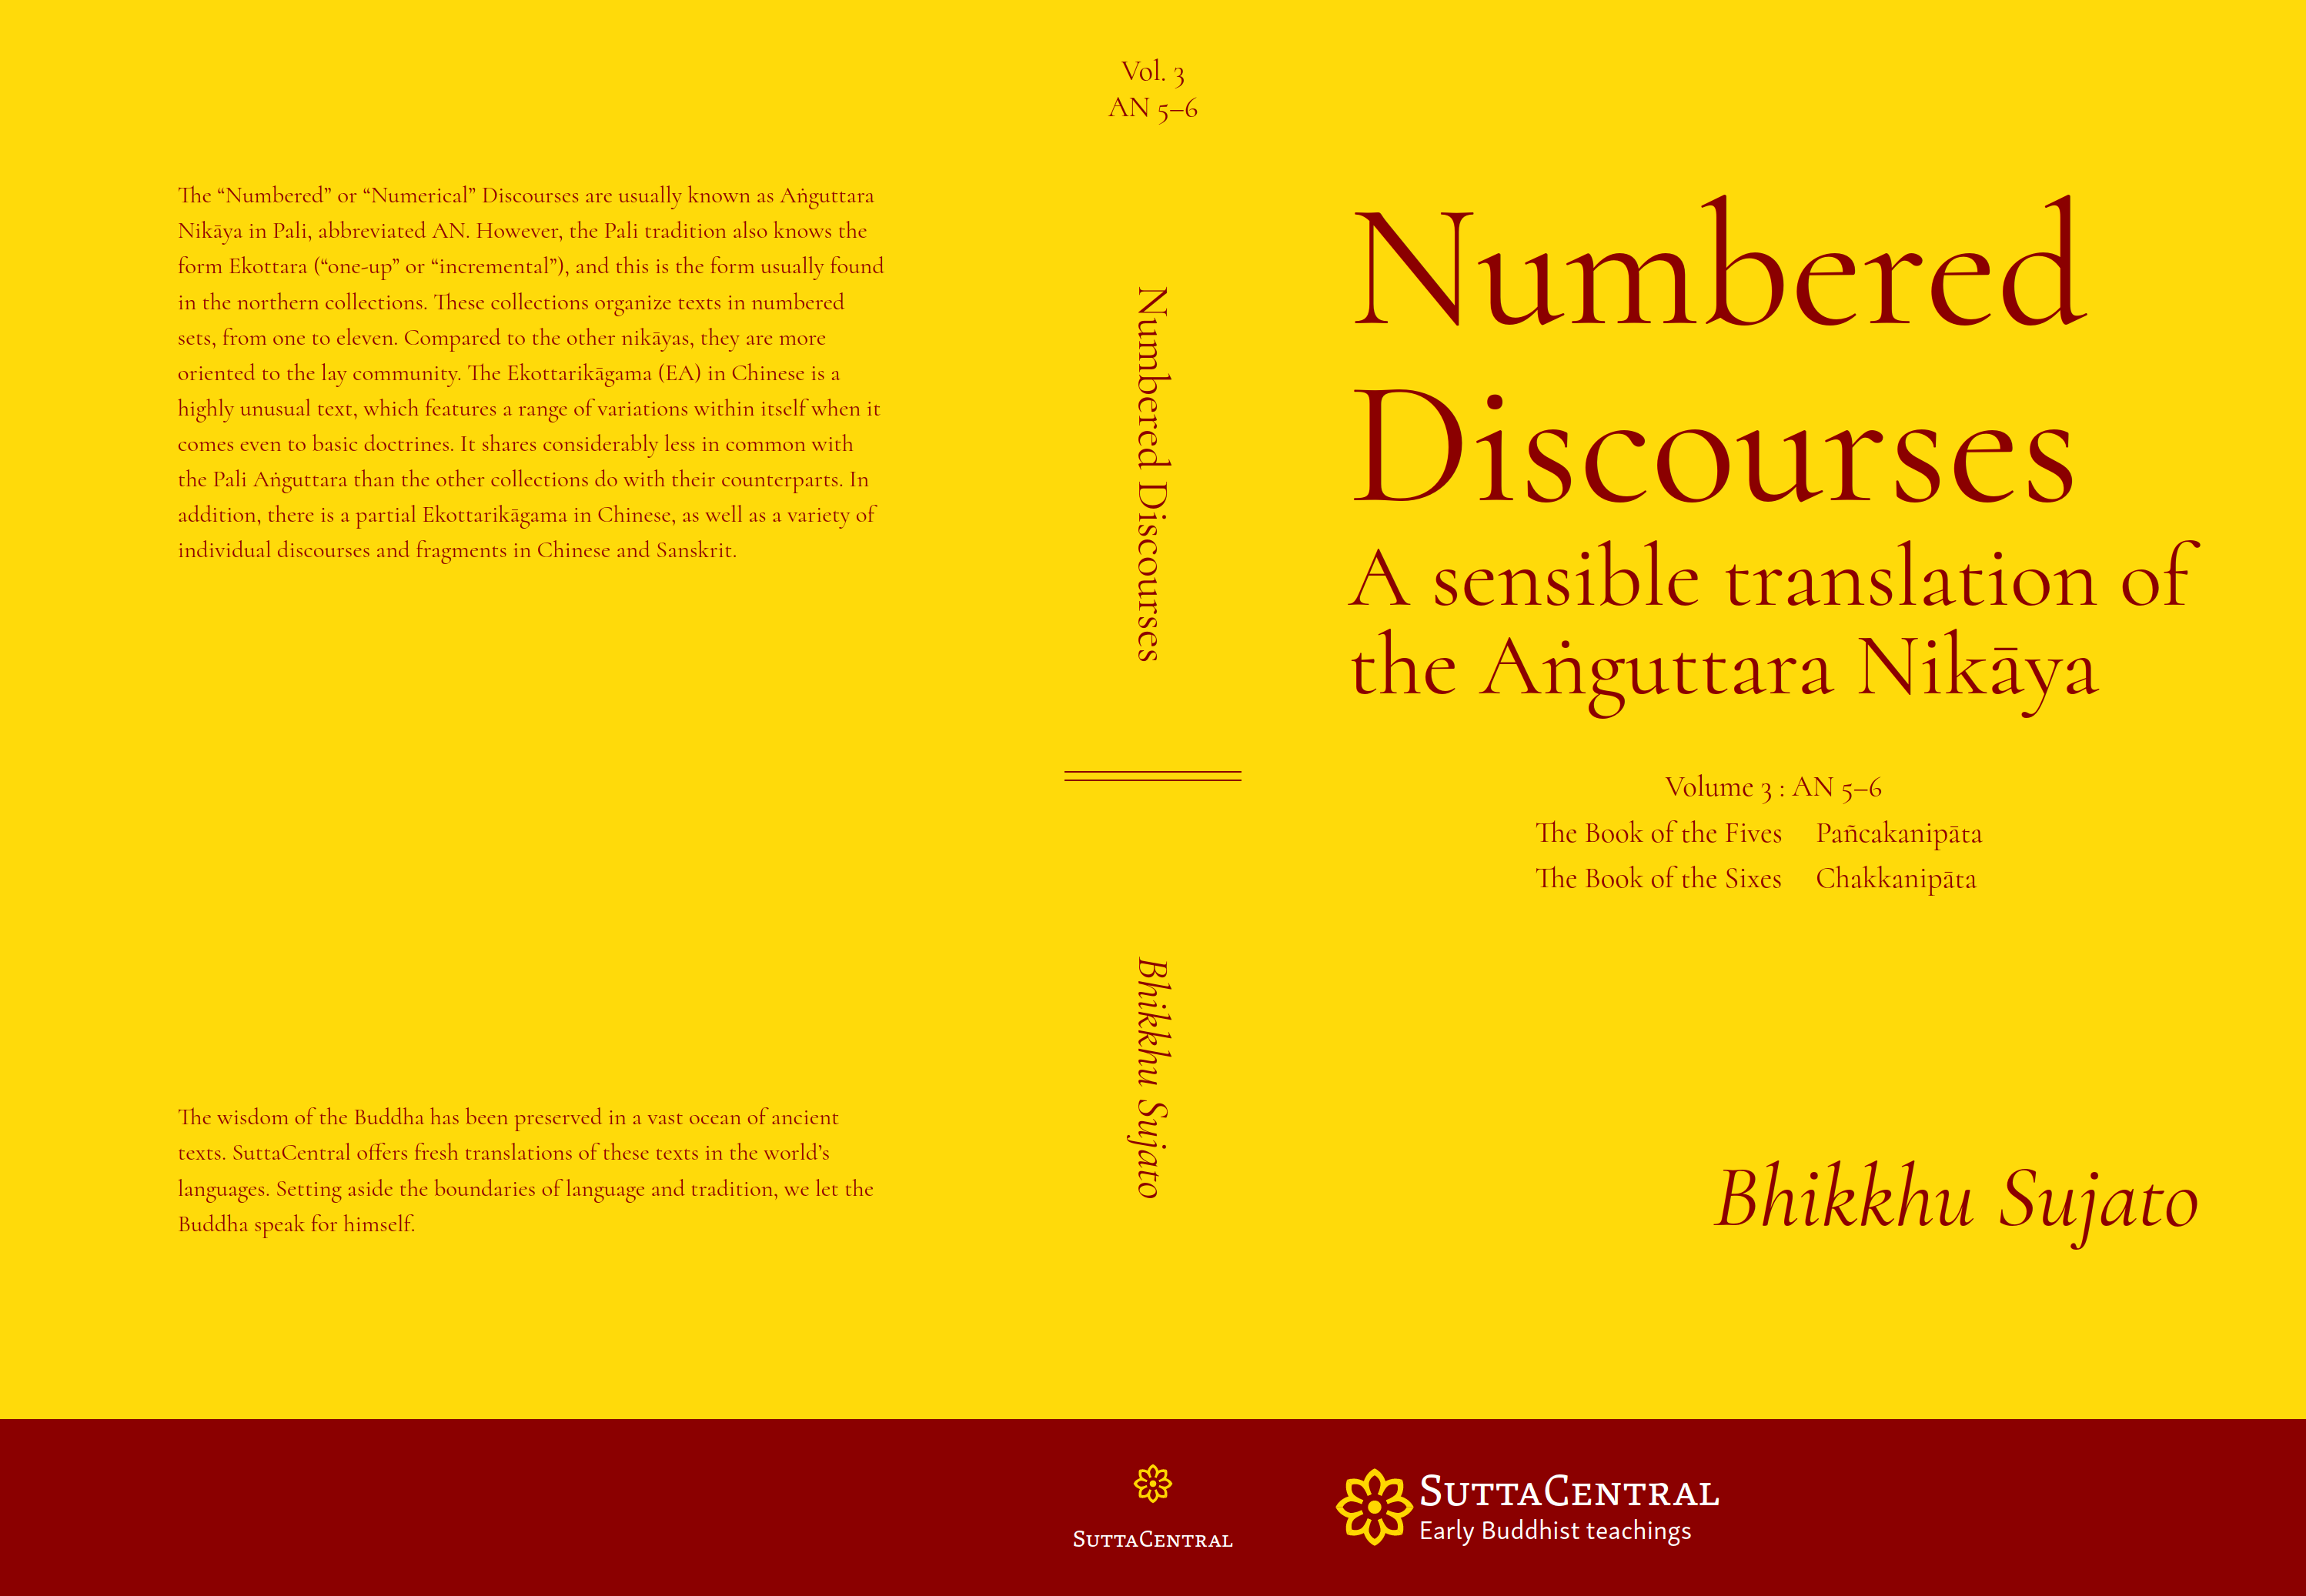 The “Numbered” or “Numerical” Discourses are usually known as Aṅguttara
Nikāya in Pali, abbreviated AN. However, the Pali tradition also knows the
form Ekottara (“one-up” or “incremental”), and this is the form usually found
in the northern collections. These collections organize texts in numbered
sets, from one to eleven. Compared to the other nikāyas, they are more
oriented to the lay community. The Ekottarikāgama (EA) in Chinese is a
highly unusual text, which features a range of variations within itself when it
comes even to basic doctrines. It shares considerably less in common with
the Pali Aṅguttara than the other collections do with their counterparts. In
addition, there is a partial Ekottarikāgama in Chinese, as well as a variety of
individual discourses and fragments in Chinese and Sanskrit.
The wisdom of the Buddha has been preserved in a vast ocean of ancient
texts. SuttaCentral offers fresh translations of these texts in the world’s
languages. Setting aside the boundaries of language and tradition, we let the
Buddha speak for himself.
Vol. 3
AN 5–6
Numbered Discourses
Bhikkhu Sujato
SuttaCentral
Numbered
Discourses
A sensible translation of
the Aṅguttara Nikāya
Volume 3 : AN 5–6
The Book of the Fives Pañcakanipāta
The Book of the Sixes Chakkanipāta
Bhikkhu Sujato
SuttaCentral
Early Buddhist teachings